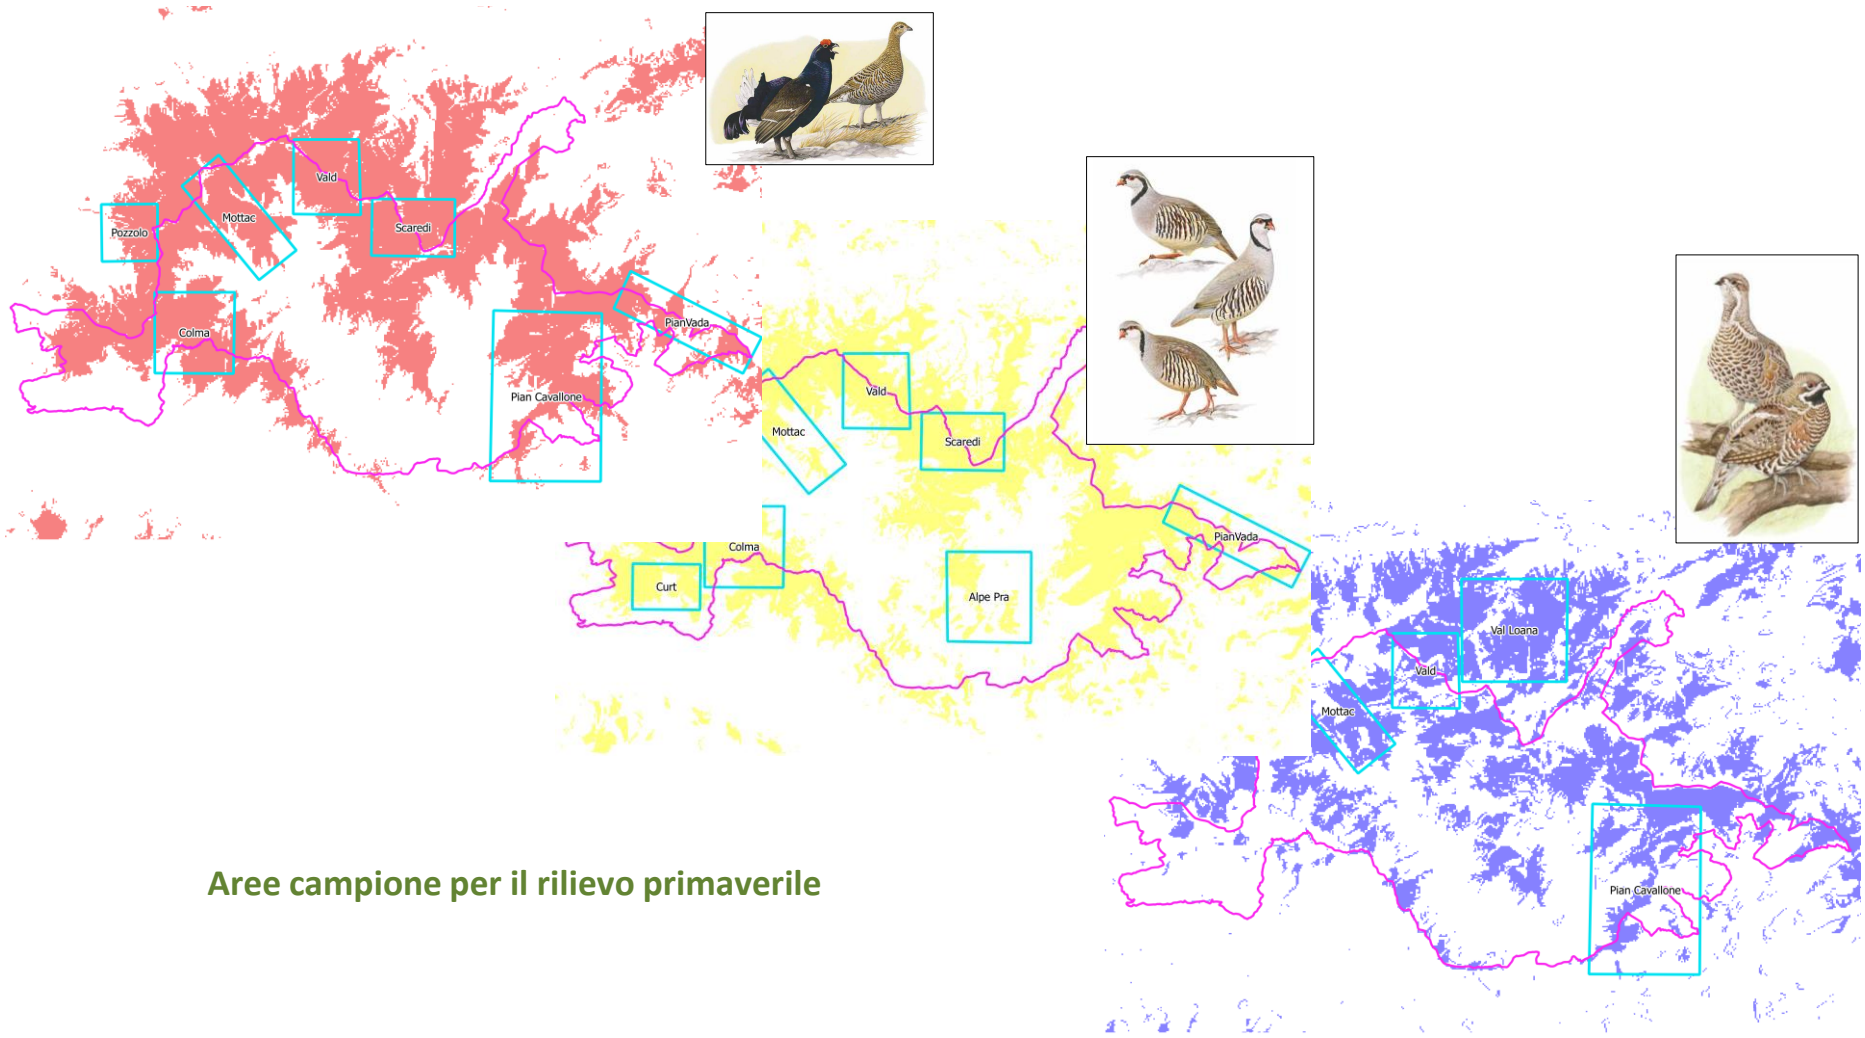 Vald
Mottac
Scaredi
Pozzolo
Colma
PianVada
Pian Cavallone
Vald
Mottac
Scaredi
PianVada
Colma
Curt
Alpe Pra
Val Loana
Vald
Mottac
Pian Cavallone
Aree campione per il rilievo primaverile